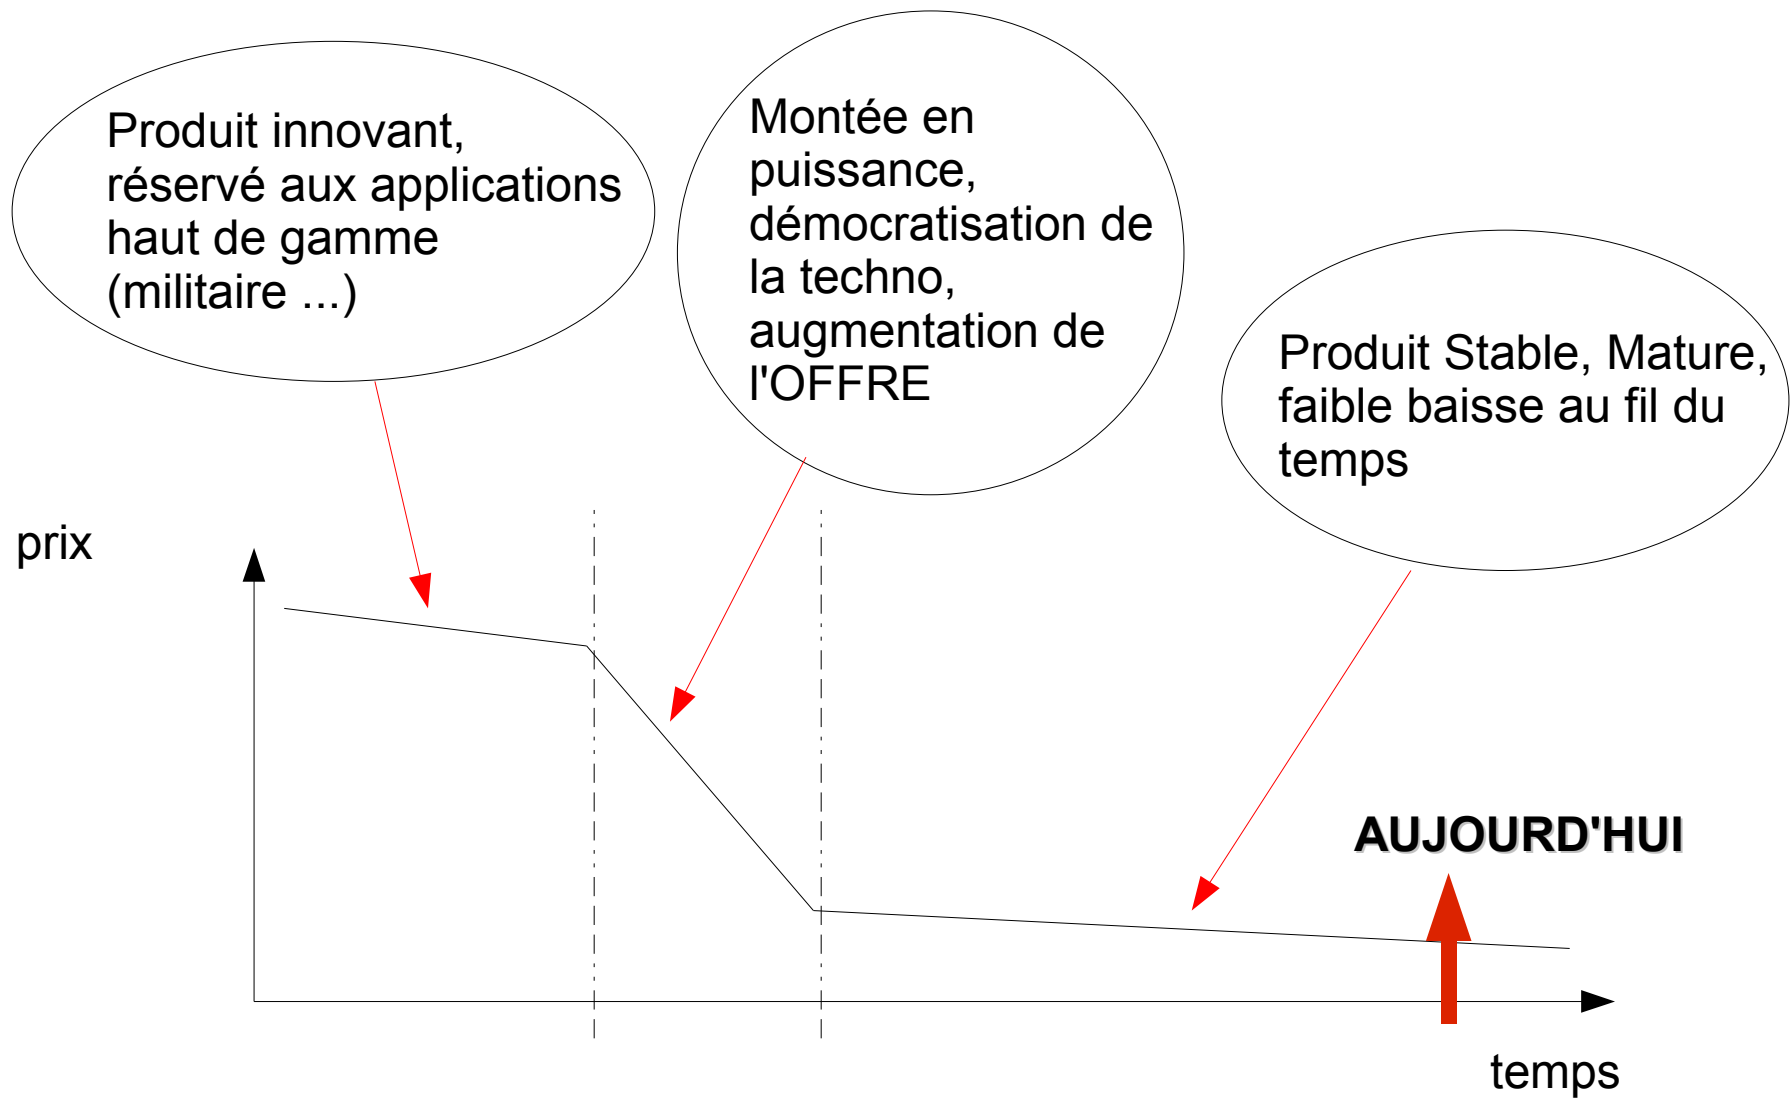 Produit innovant,
réservé aux applications
haut de gamme
(militaire ...)
Montée en
puissance,
démocratisation de
la techno,
augmentation de
l'OFFRE
Produit Stable, Mature,
faible baisse au fil du
temps
prix
AUJOURD'HUI
temps